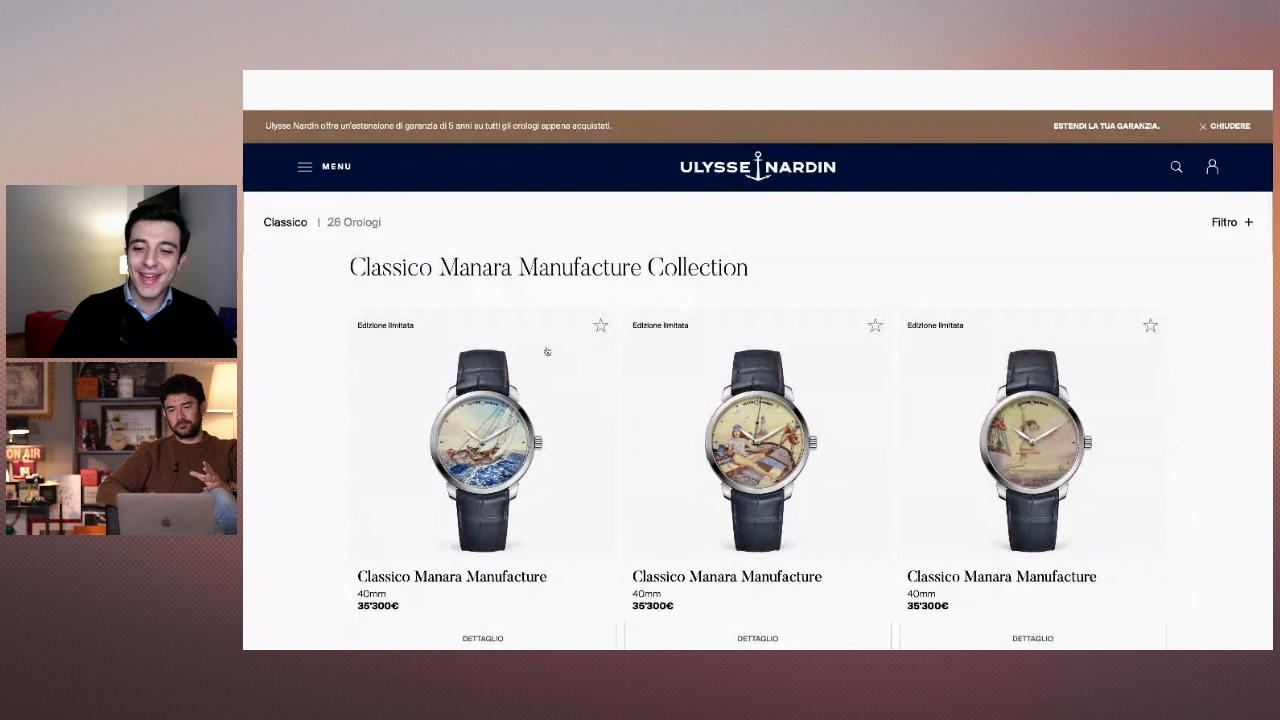 Ulysse Nardin offre un'estensione di garanzia di 5 anni su tutti gli orologi appena acquistati.
ESTENDI LA TUA GARANZIA.
CHIUDERE
MENU
ULYSSE NARDIN
Classico | 26 Orologi
Filtro +
Classico Manara Manufacture Collection
Edizione limitata
Edizione limitata
Edizione limitata
Classico Manara Manufacture
40mm
35'300€
DETTAGLIO
Classico Manara Manufacture
40mm
35'300€
DETTAGLIO
Classico Manara Manufacture
40mm
35'300€
DETTAGLIO
ON AIR